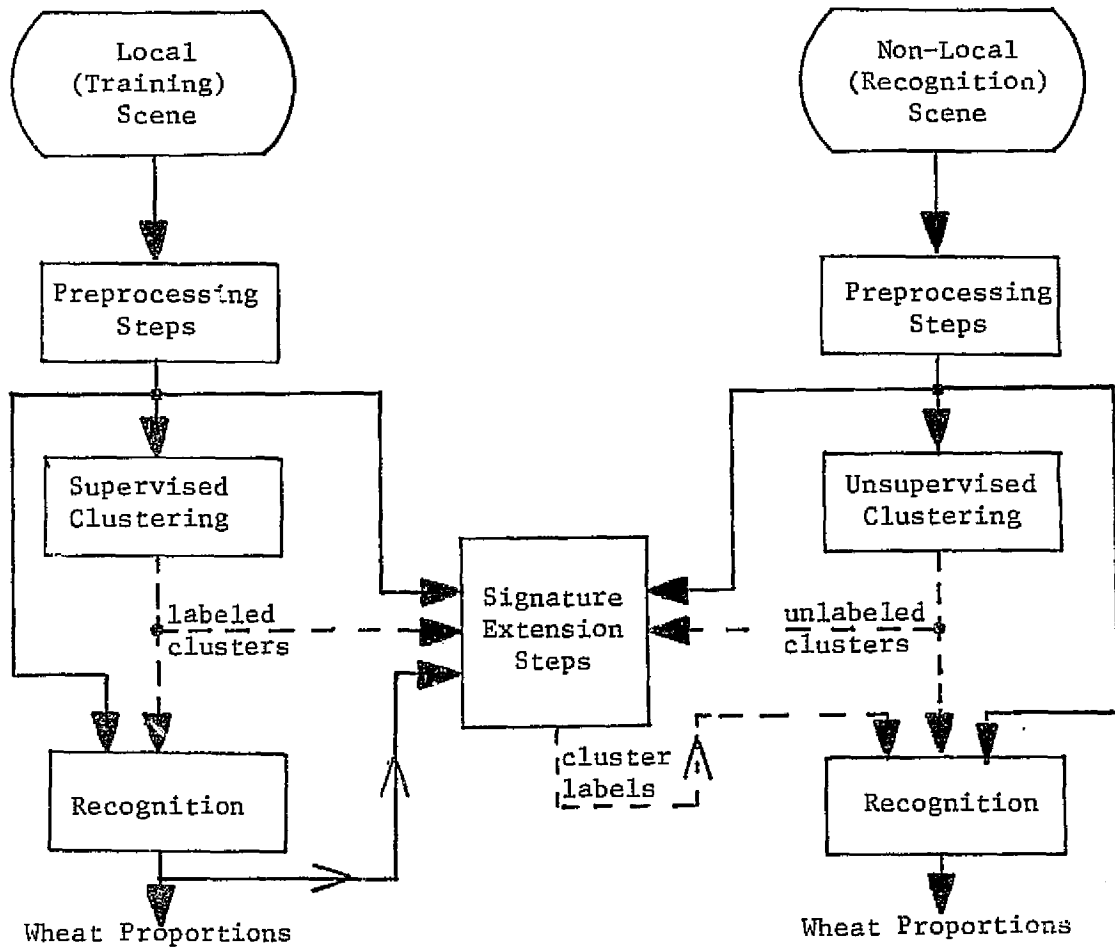 Local
(Training)
Scene
Non-Local
(Recognition)
Scene
Preprocessing
Steps
Preprocessing
Steps
Supervised
Clustering
Unsupervised
Clustering
labeled
clusters
Signature
Extension
Steps
unlabeled
clusters
cluster
labels
Recognition
Recognition
Wheat Proportions
Wheat Proportions